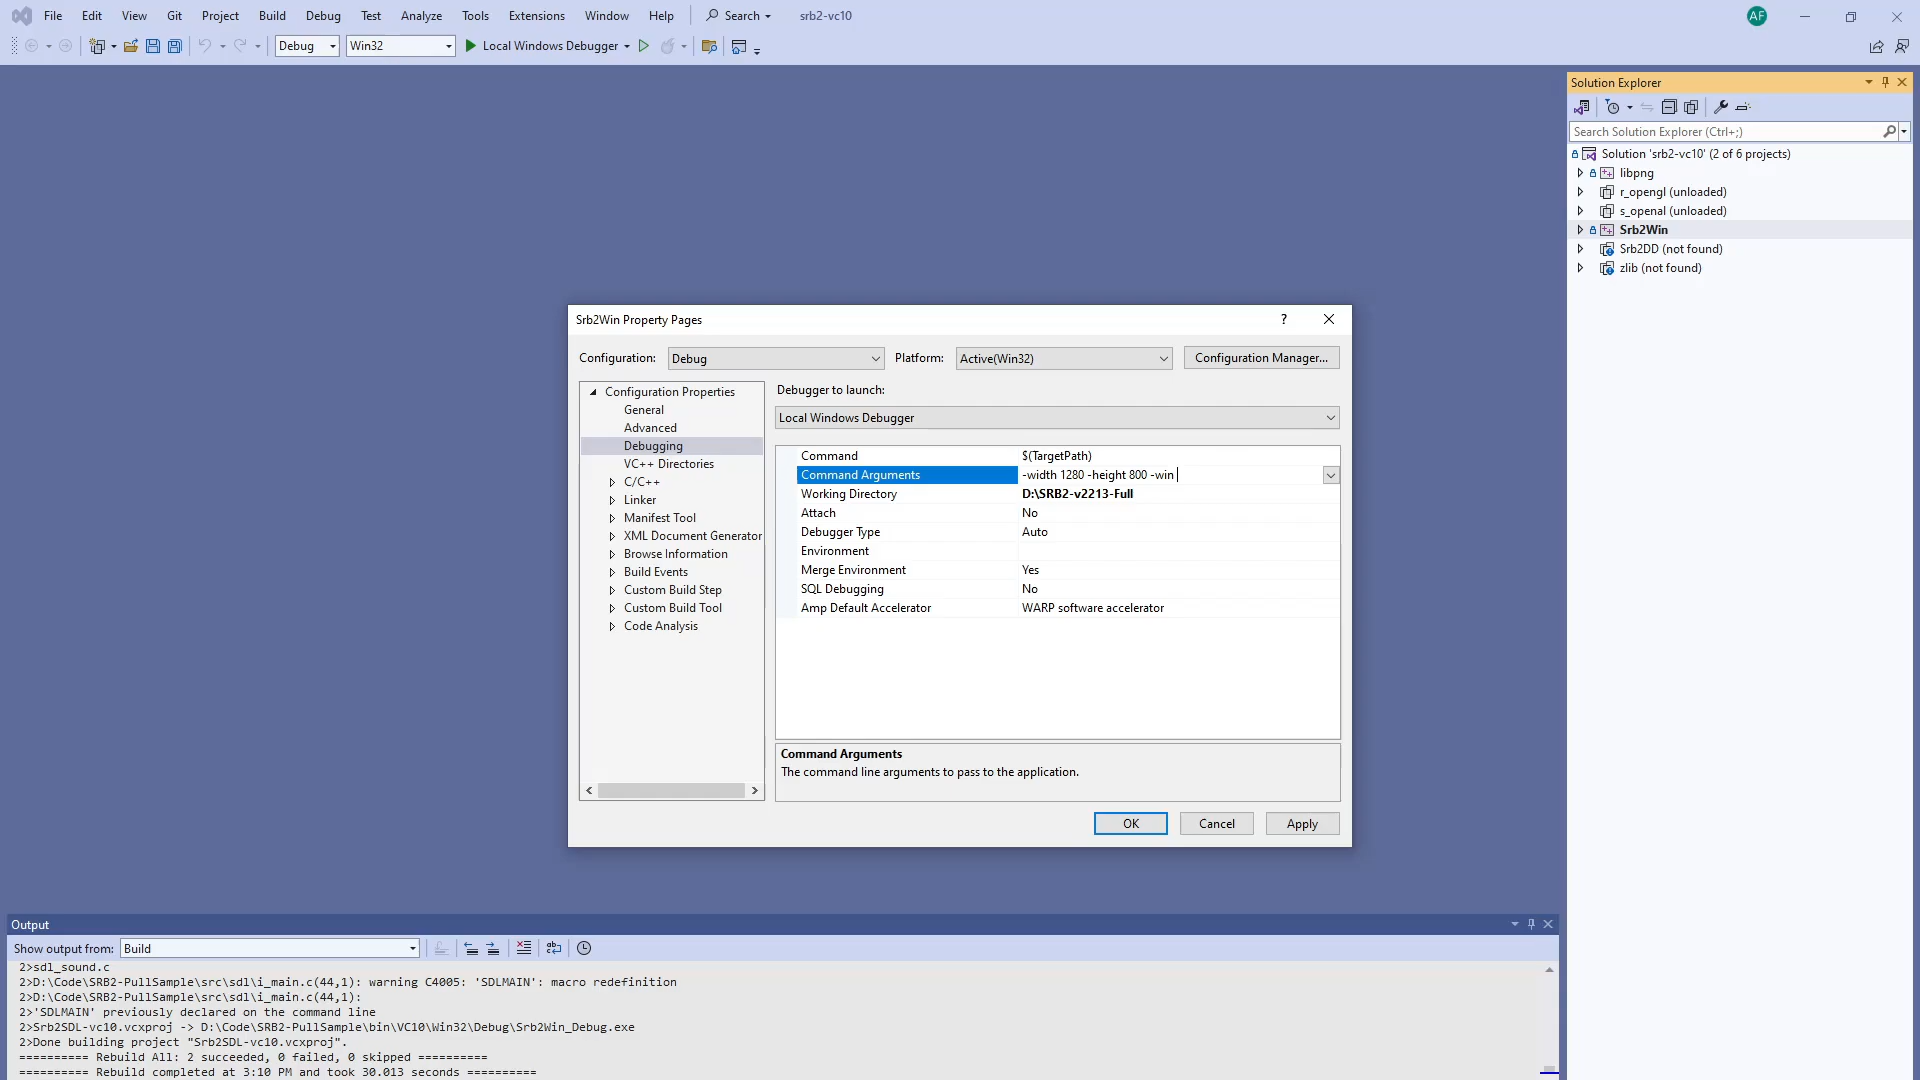 File Edit View Git Project Build Debug Test Analyze Tools Extensions Window Help Search srb2-vc10 AF
Debug Win32 Local Windows Debugger
Solution Explorer
Search Solution Explorer (Ctrl+;)
Solution 'srb2-vc10' (2 of 6 projects)
libpng
r_opengl (unloaded)
s_openal (unloaded)
Srb2Win
Srb2DD (not found)
zlib (not found)
Srb2Win Property Pages ?
Configuration: Debug Platform: Active(Win32) Configuration Manager...
Configuration Properties
General
Advanced
Debugging
VC++ Directories
C/C++
Linker
Manifest Tool
XML Document Generator
Browse Information
Build Events
Custom Build Step
Custom Build Tool
Code Analysis
Debugger to launch:
Local Windows Debugger
Command $(TargetPath)
Command Arguments -width 1280 -height 800 -win
Working Directory D:\SRB2-v2213-Full
Attach No
Debugger Type Auto
Environment
Merge Environment Yes
SQL Debugging No
Amp Default Accelerator WARP software accelerator
Command Arguments
The command line arguments to pass to the application.
OK Cancel Apply
Output
Show output from: Build
2>sdl_sound.c
2>D:\Code\SRB2-PullSample\src\sdl\i_main.c(44,1): warning C4005: 'SDLMAIN': macro redefinition
2>D:\Code\SRB2-PullSample\src\sdl\i_main.c(44,1):
2>'SDLMAIN' previously declared on the command line
2>Srb2SDL-vc10.vcxproj -> D:\Code\SRB2-PullSample\bin\VC10\Win32\Debug\Srb2Win_Debug.exe
2>Done building project "Srb2SDL-vc10.vcxproj".
========== Rebuild All: 2 succeeded, 0 failed, 0 skipped ==========
========== Rebuild completed at 3:10 PM and took 30.013 seconds ==========